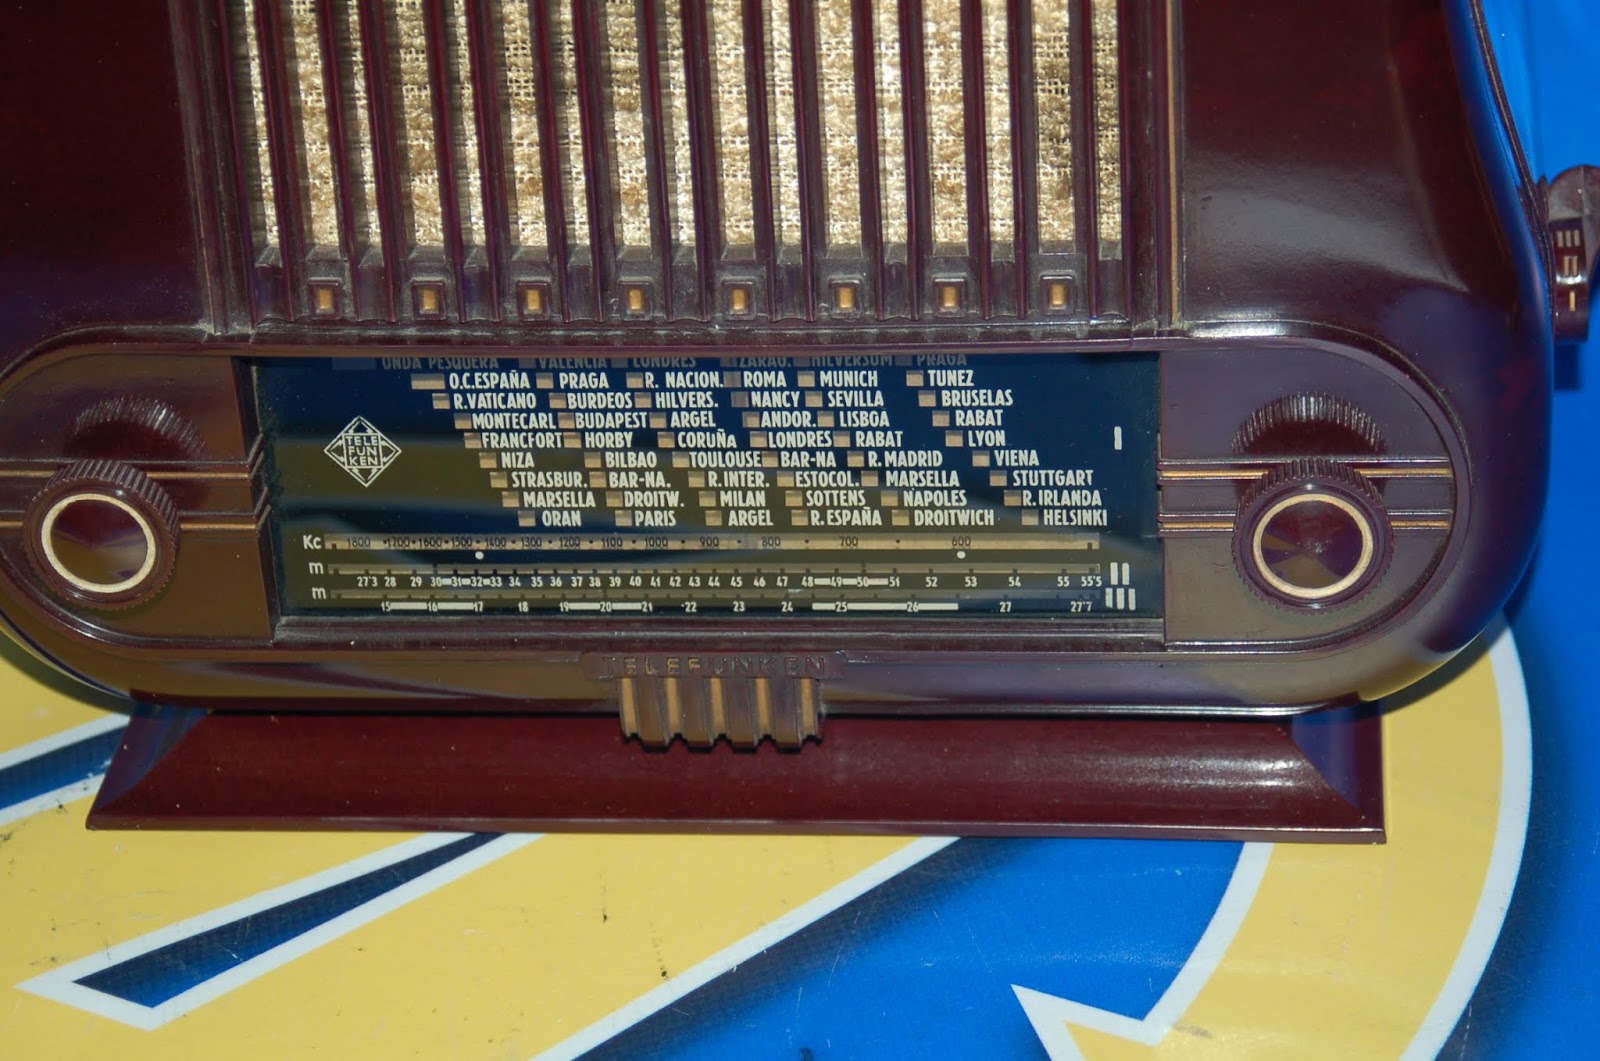 ONDA PESQUERA VALENCIA LONDRES ZARAG. HILVERSUM PRAGA
O.C.ESPAÑA PRAGA R. NACION. ROMA MUNICH TUNEZ
R.VATICANO BURDEOS HILVERS. NANCY SEVILLA BRUSELAS
MONTECARL BUDAPEST ARGEL ANDOR. LISBOA RABAT
FRANCFORT HORBY CORUÑA LONDRES RABAT LYON
NIZA BILBAO TOULOUSE BAR-NA R.MADRID VIENA
STRASBUR. BAR-NA. R.INTER. ESTOCOL. MARSELLA STUTTGART
MARSELLA DROITW. MILAN SOTTENS NAPOLES R.IRLANDA
ORAN PARIS ARGEL R.ESPAÑA DROITWICH HELSINKI
I
TELE
FUN
KEN
Kc 1800 1700 1600 1500 1400 1300 1200 1100 1000 900 800 700 600
m 27'3 28 29 30 31 32 33 34 35 36 37 38 39 40 41 42 43 44 45 46 47 48 49 50 51 52 53 54 55 55'5 II
m 15 16 17 18 19 20 21 22 23 24 25 26 27 27'7 III
TELEFUNKEN
III
II
I